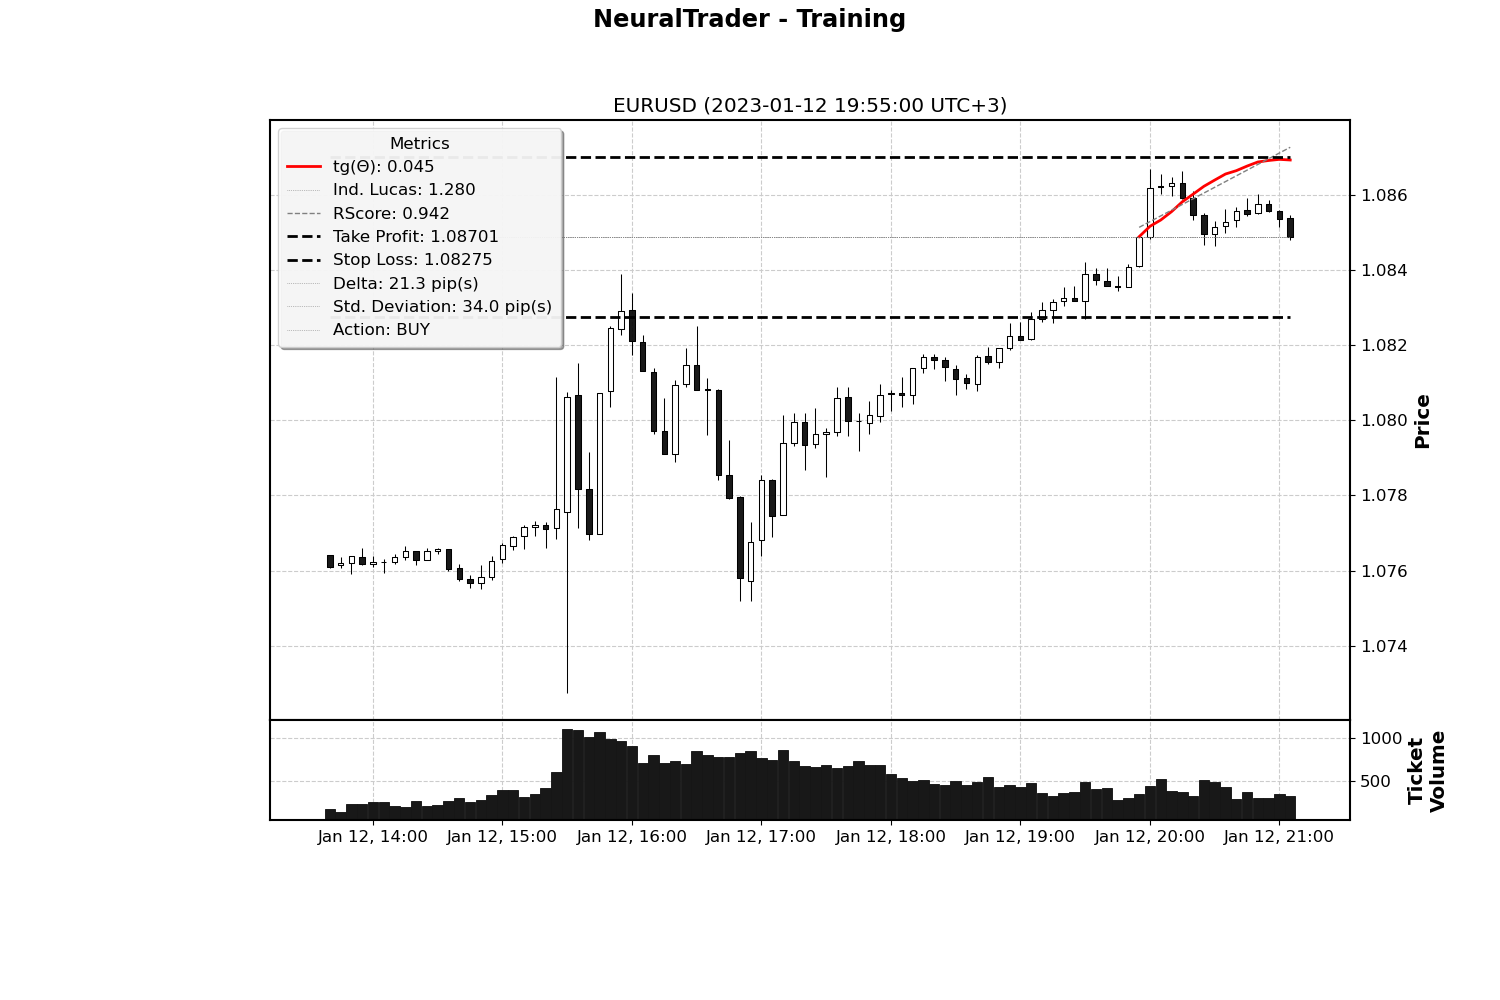 NeuralTrader - Training
EURUSD (2023-01-12 19:55:00 UTC+3)
Metrics
tg(Θ): 0.045
Ind. Lucas: 1.280
RScore: 0.942
Take Profit: 1.08701
Stop Loss: 1.08275
Delta: 21.3 pip(s)
Std. Deviation: 34.0 pip(s)
Action: BUY
1.086
1.084
1.082
1.080
1.078
1.076
1.074
Price
1000
500
Ticket
Volume
Jan 12, 14:00 Jan 12, 15:00 Jan 12, 16:00 Jan 12, 17:00 Jan 12, 18:00 Jan 12, 19:00 Jan 12, 20:00 Jan 12, 21:00